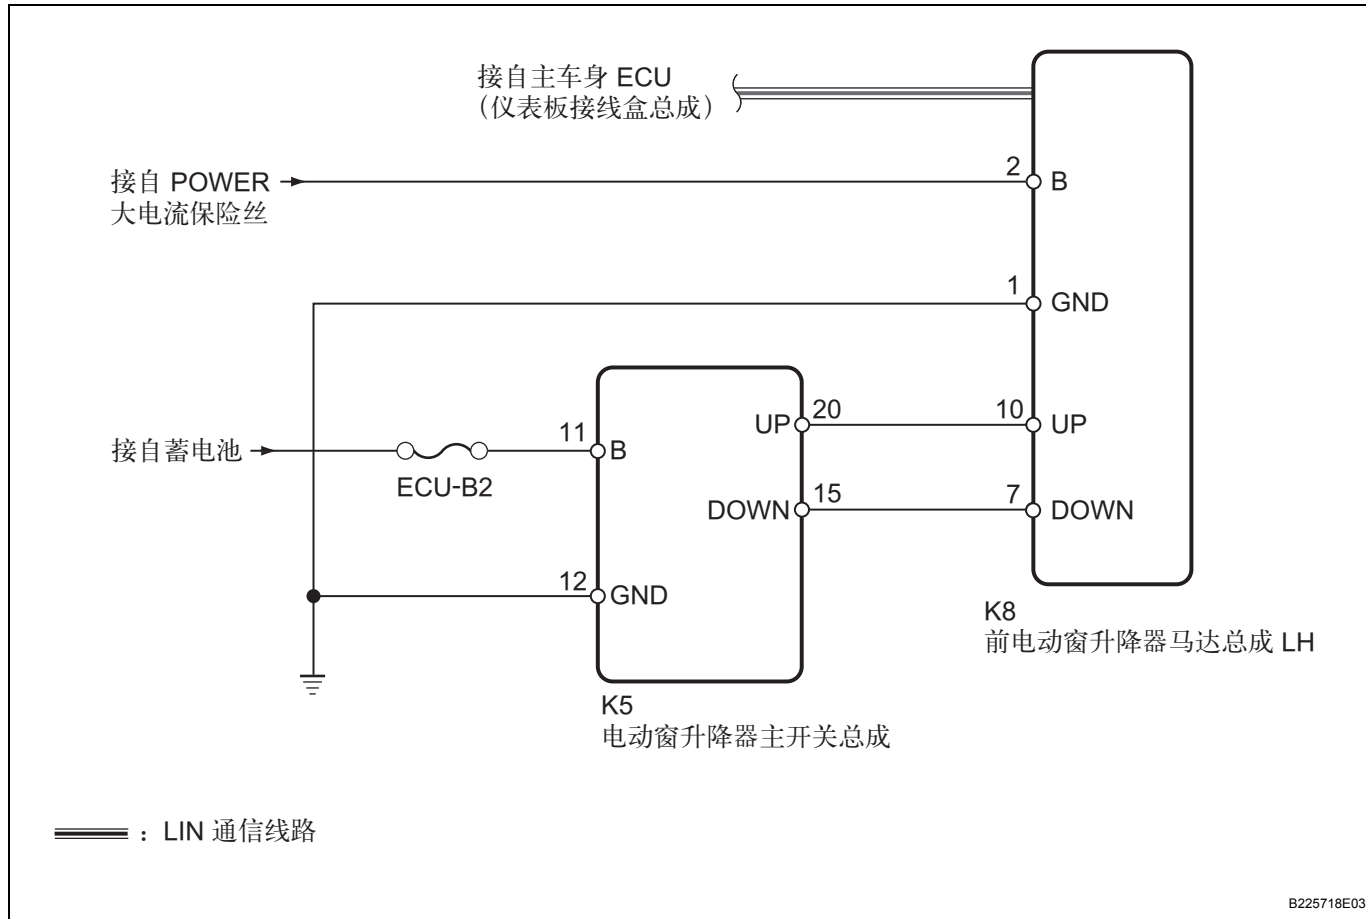 接自主车身 ECU
（仪表板接线盒总成）
接自 POWER
大电流保险丝
2
B
1
GND
接自蓄电池
ECU-B2
11
B
UP
20
10
UP
DOWN
15
7
DOWN
12
GND
K8
前电动窗升降器马达总成 LH
K5
电动窗升降器主开关总成
：LIN 通信线路
B225718E03